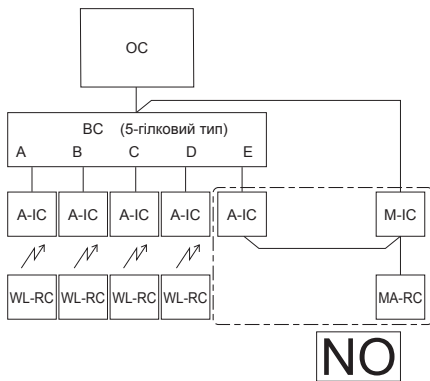 OC
BC (5-гілковий тип)
A B C D E
A-IC A-IC A-IC A-IC A-IC M-IC
WL-RC WL-RC WL-RC WL-RC MA-RC
NO